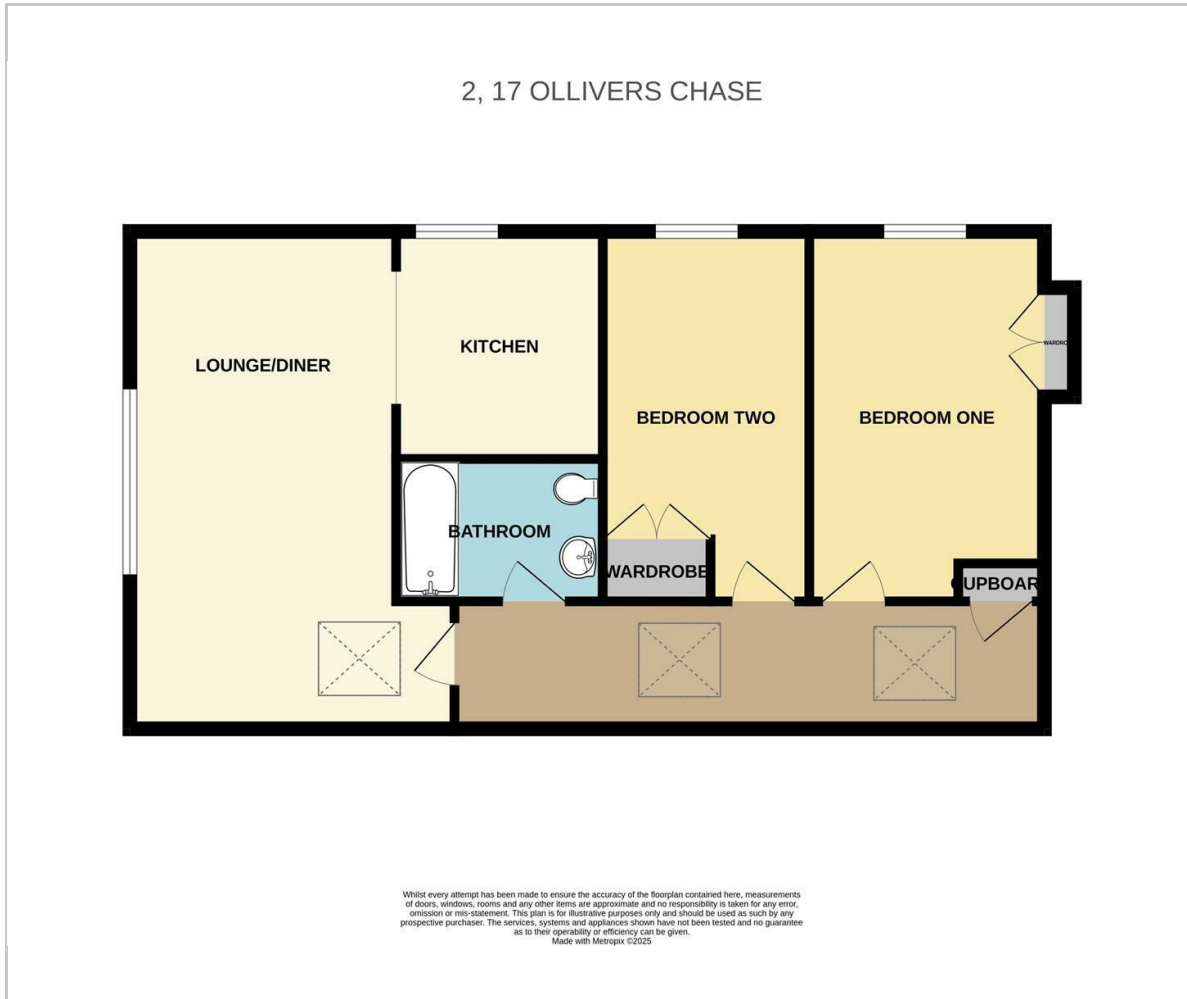 2, 17 OLLIVERS CHASE
KITCHEN
LOUNGE/DINER
WARDRO
BEDROOM TWO
BEDROOM ONE
BATHROOM
WARDROBE
CUPBOAR
Whilst every attempt has been made to ensure the accuracy of the floorplan contained here, measurements
of doors, windows, rooms and any other items are approximate and no responsibility is taken for any error,
omission or mis-statement. This plan is for illustrative purposes only and should be used as such by any
prospective purchaser. The services, systems and appliances shown have not been tested and no guarantee
as to their operability or efficiency can be given.
Made with Metropix ©2025